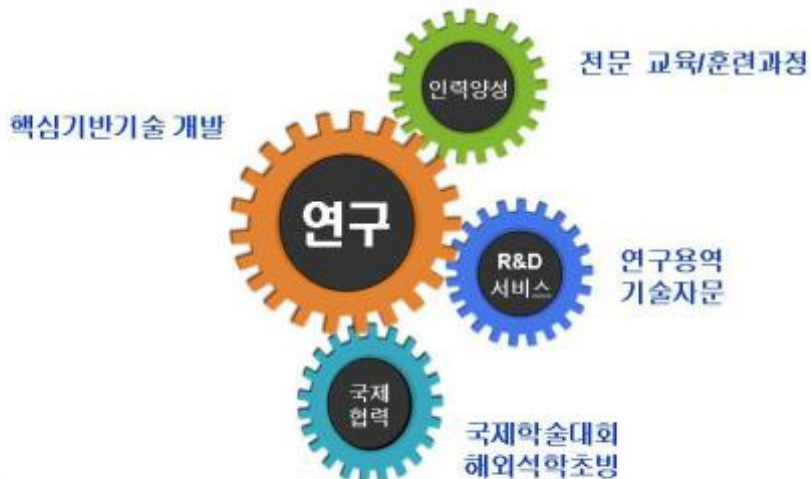 인력양성
전문 교육/훈련과정
핵심기반기술 개발
연구
R&D
서비스
연구용역
기술자문
국제
협력
국제학술대회
해외석학초빙